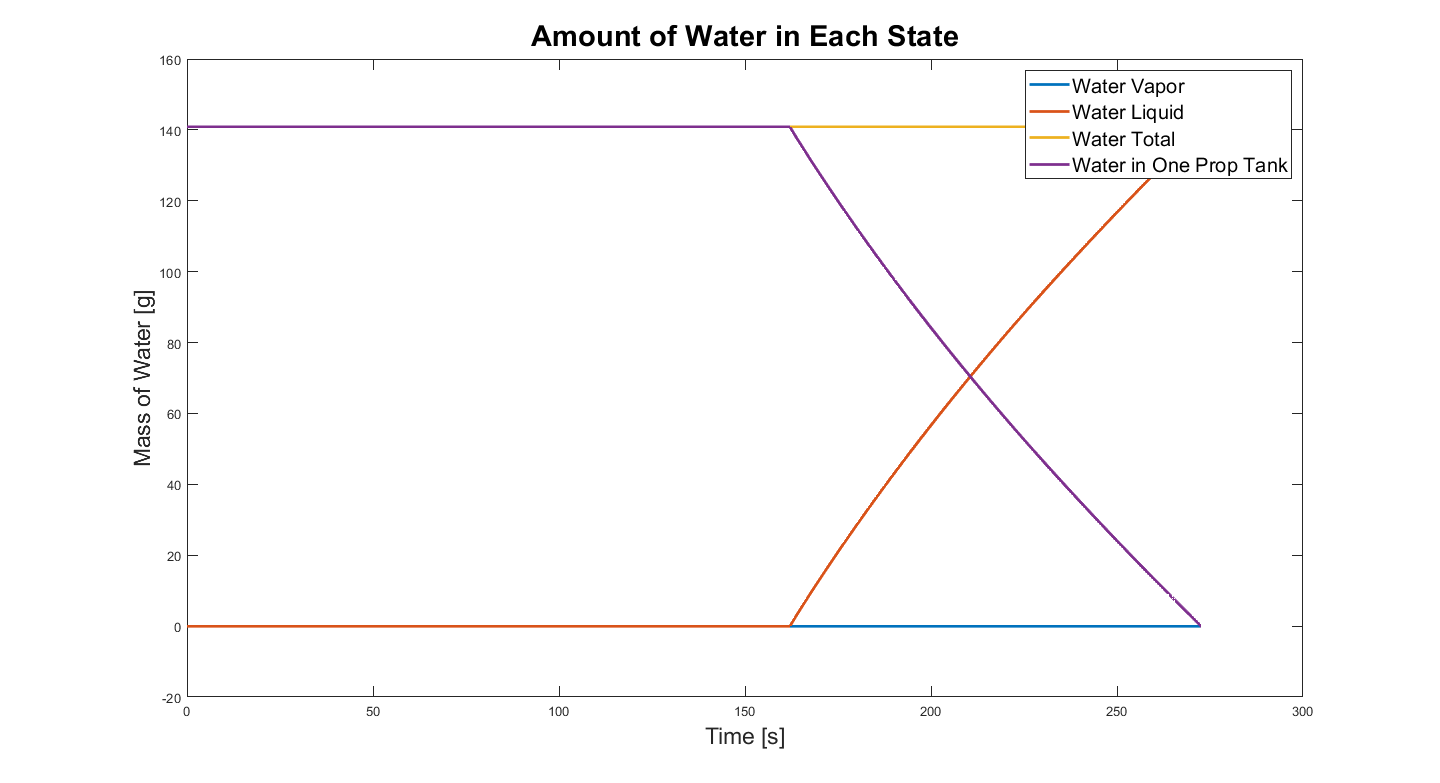 Amount of Water in Each State
160
140
120
100
80
60
40
20
0
-20
Mass of Water [g]
Water Vapor
Water Liquid
Water Total
Water in One Prop Tank
0 50 100 150 200 250 300
Time [s]